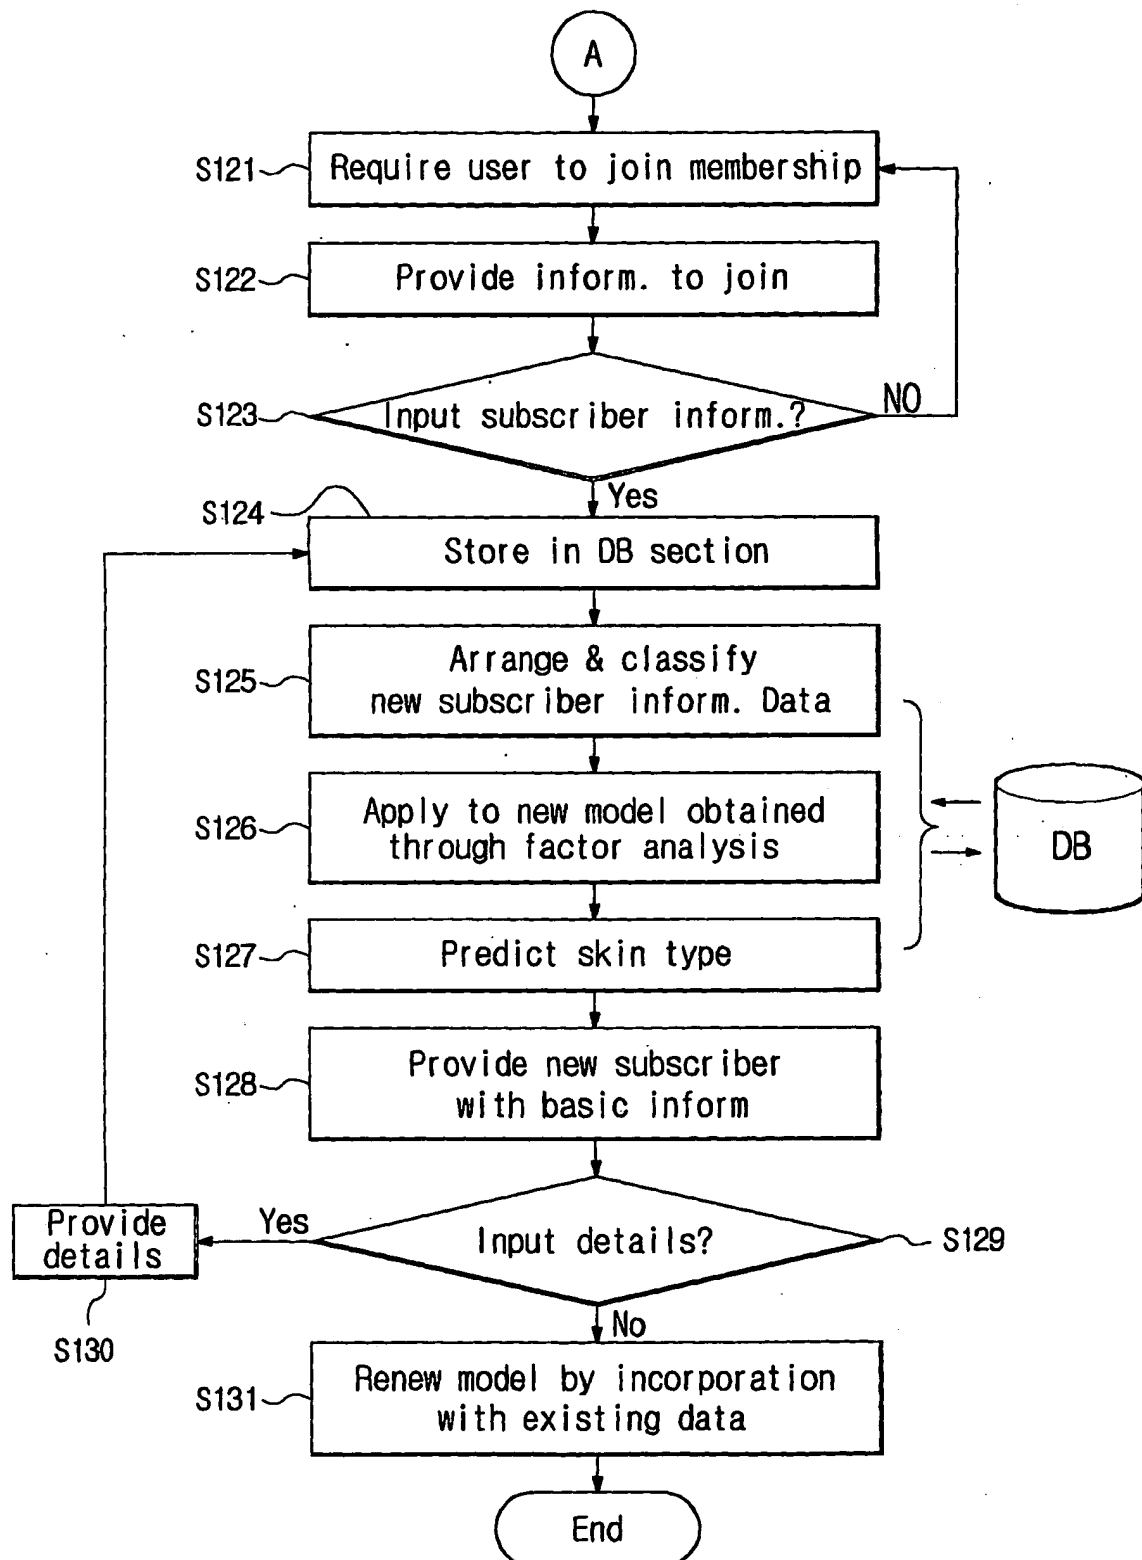 A
S121
Require user to join membership
S122
Provide inform. to join
S123
Input subscriber inform.?
NO
Yes
S124
Store in DB section
S125
Arrange & classify
new subscriber inform. Data
S126
Apply to new model obtained
through factor analysis
DB
S127
Predict skin type
S128
Provide new subscriber
with basic inform
Provide
details
Yes
Input details?
S129
S130
No
S131
Renew model by incorporation
with existing data
End